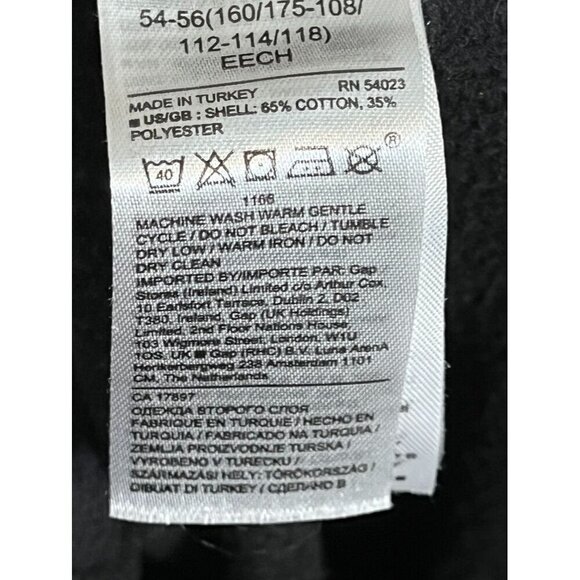 54-56(160/175-108/
112-114/118)
EECH
RN 54023
MADE IN TURKEY
■ US/GB : SHELL: 65% COTTON, 35%
POLYESTER
40
®
1166
MACHINE WASH WARM GENTLE
CYCLE / DO NOT BLEACH / TUMBLE
DRY LOW / WARM IRON / DO NOT
DRY CLEAN
IMPORTED BY/IMPORTE PAR: Gap
Stores (Ireland) Limited c/o Arthur Cox,
10 Earlsfort Terrace, Dublin 2, D02
T380, Ireland, Gap (UK Holdings)
Limited, 2nd Floor Nations House,
103 Wigmore Street, London, W1U
1QS, UK ■ Gap (RHC) B.V. Luna ArenA
Herikerbergweg 238 Amsterdam 1101
CM, The Netherlands
CA 17897
ОДЕЖДА ВТОРОГО СЛОЯ
FABRIQUE EN TURQUIE / HECHO EN
TURQUIA / FABRICADO NA TURQUIA /
ZEMLJA PROIZVODNJE TURSKA /
VYROBENO V TURECKU /
SZÁRMAZÁSI HELY: TÖRÖKORSZÁG /
DIBUAT DI TURKEY / СДЕЛАНО В